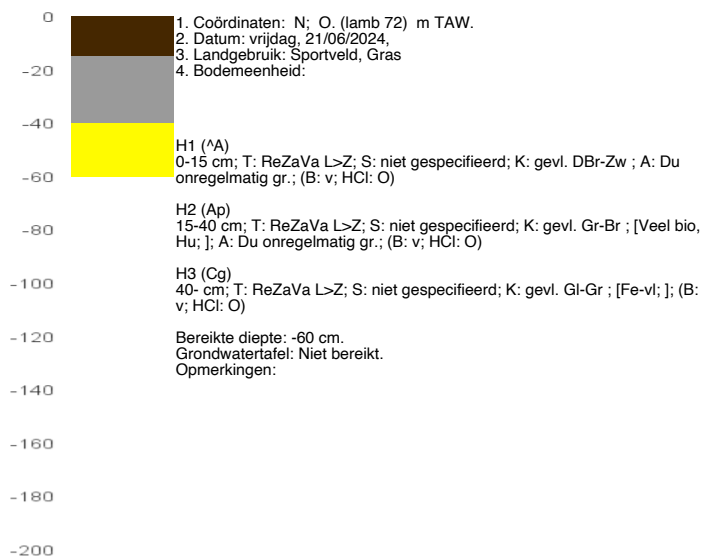 0
-20
-40
-60
-80
-100
-120
-140
-160
-180
-200
1. Coördinaten:  N;  O. (lamb 72)  m TAW.
2. Datum: vrijdag, 21/06/2024,
3. Landgebruik: Sportveld, Gras
4. Bodemeenheid:
H1 (^A)
0-15 cm; T: ReZaVa L>Z; S: niet gespecifieerd; K: gevl. DBr-Zw ; A: Du
onregelmatig gr.; (B: v; HCl: O)
H2 (Ap)
15-40 cm; T: ReZaVa L>Z; S: niet gespecifieerd; K: gevl. Gr-Br ; [Veel bio,
Hu; ]; A: Du onregelmatig gr.; (B: v; HCl: O)
H3 (Cg)
40- cm; T: ReZaVa L>Z; S: niet gespecifieerd; K: gevl. Gl-Gr ; [Fe-vl; ]; (B:
v; HCl: O)
Bereikte diepte: -60 cm.
Grondwatertafel: Niet bereikt.
Opmerkingen: